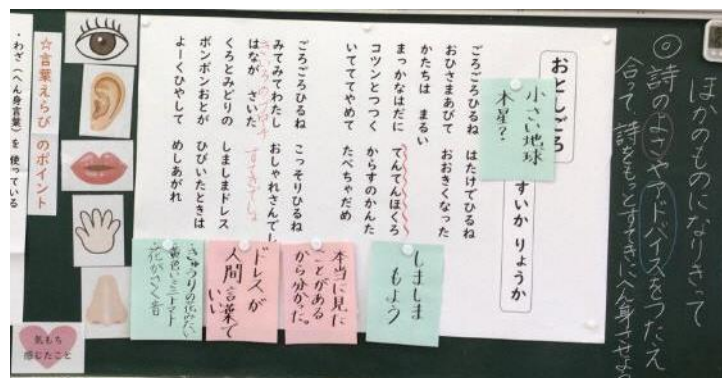 ほかのものになりきって
◎詩のよさやアドバイスをつたえ
合って 詩をもっとすてきにへん身させよう
おとしごろ
すいか りょうか
小さい地球
木星?
ごろごろひるね はたけでひるね
おひさまあびて おおきくなった
かたちは まるい
まっかなはだに てんてんほくろ
コツンとつつく からすのかんた
いててやめて たべちゃだめ
ごろごろひるね こっそりひるね
みてみてわたし おしゃれさんでし
はなが さいた
すてきでしょ
くろとみどりの しましまドレス
ボンボンおとが ひびいたときは
よーくひやして めしあがれ
しましま
もよう
本当に見た
ことがある
から分かった。
ドレスが
人間言葉で
いい
・きゅうりの花みたい
・黄色いミニトマト
・花がさく音
☆言葉えらびのポイント
・わざ(へん身言葉)を使っている
気もち
感じたこと